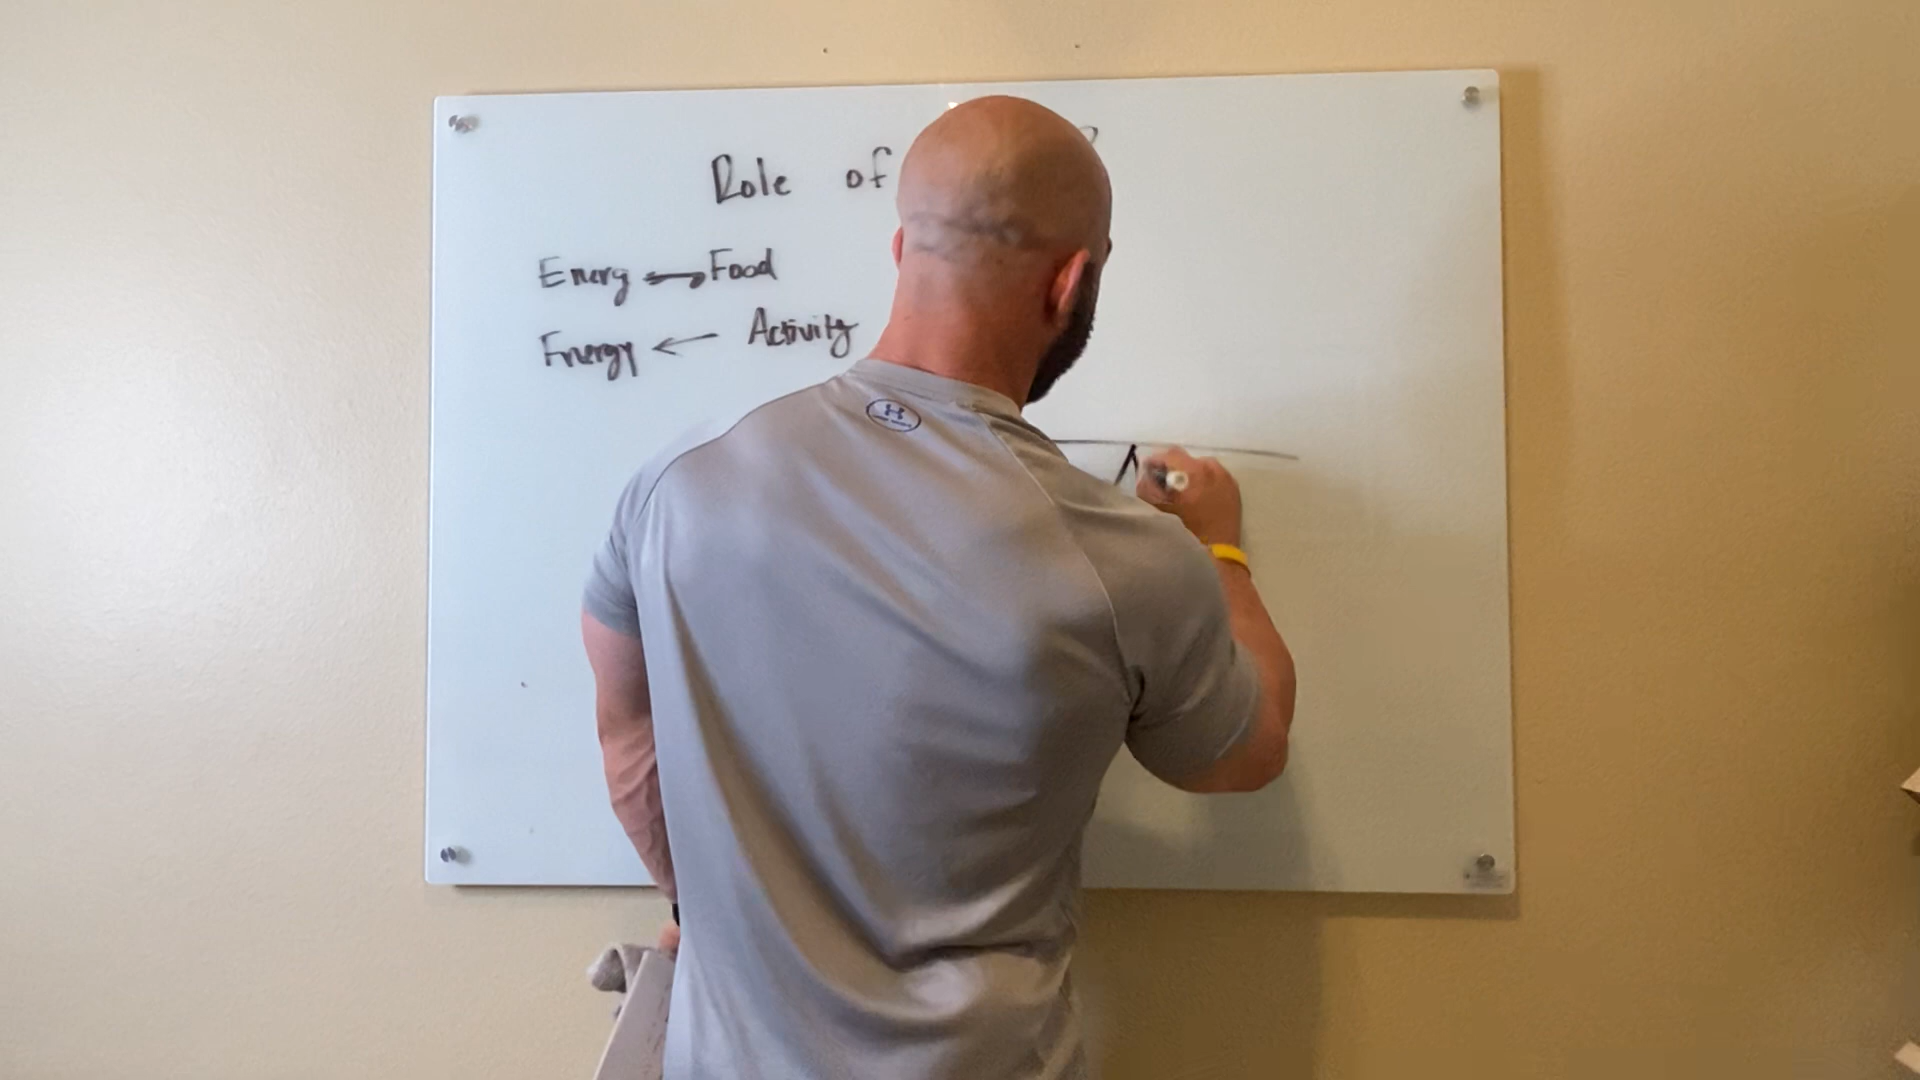 Role of ?
Energ ⟷ Food
Energy ← Activity